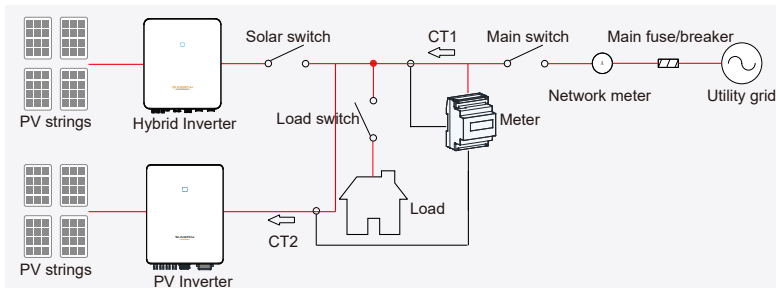 Solar switch
CT1
Main switch
Main fuse/breaker
A
PV strings
Hybrid Inverter
Load switch
Meter
Network meter
Utility grid
Load
CT2
PV strings
PV Inverter